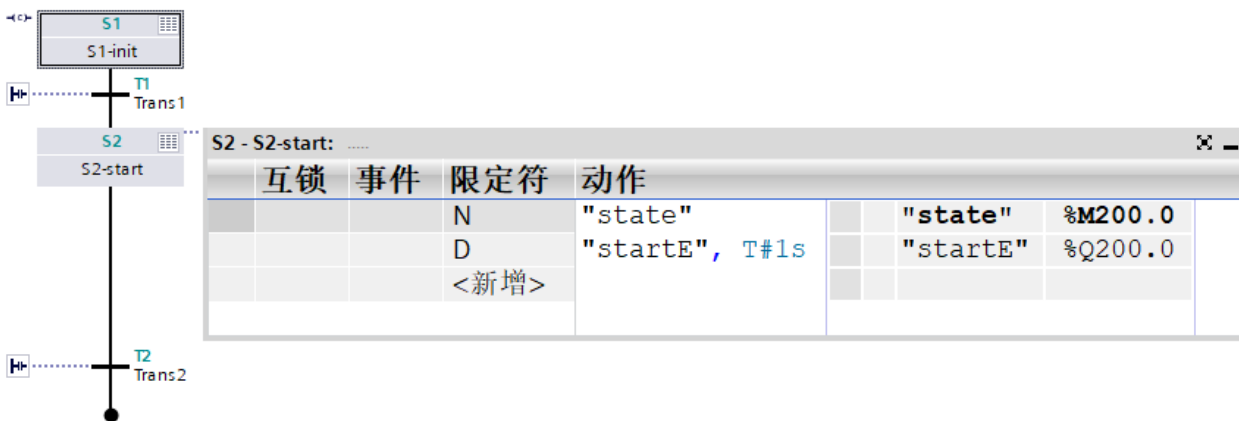 S1
S1-init
T1
Trans1
S2
S2-start
S2 - S2-start: .....
互锁 事件 限定符 动作
N "state" "state" %M200.0
D "startE", T#1s "startE" %Q200.0
<新增>
T2
Trans2